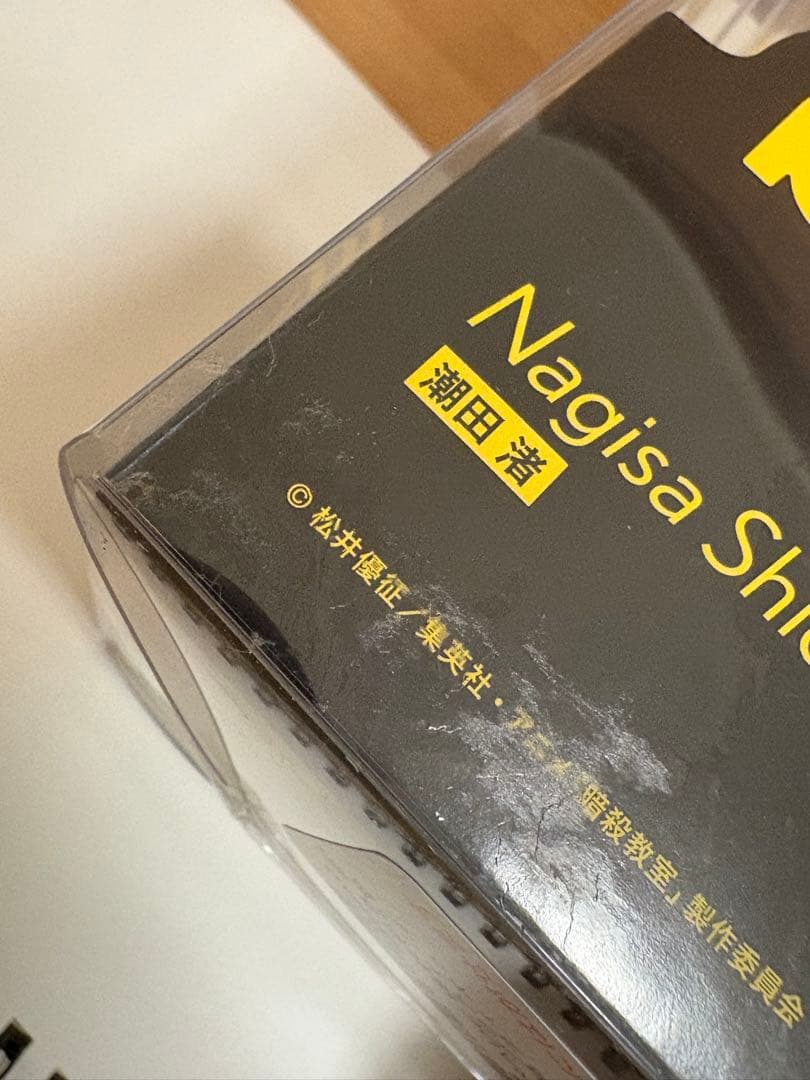 Nagisa Shio
潮田 渚
© 松井優征/集英社・アニメ「暗殺教室」製作委員会